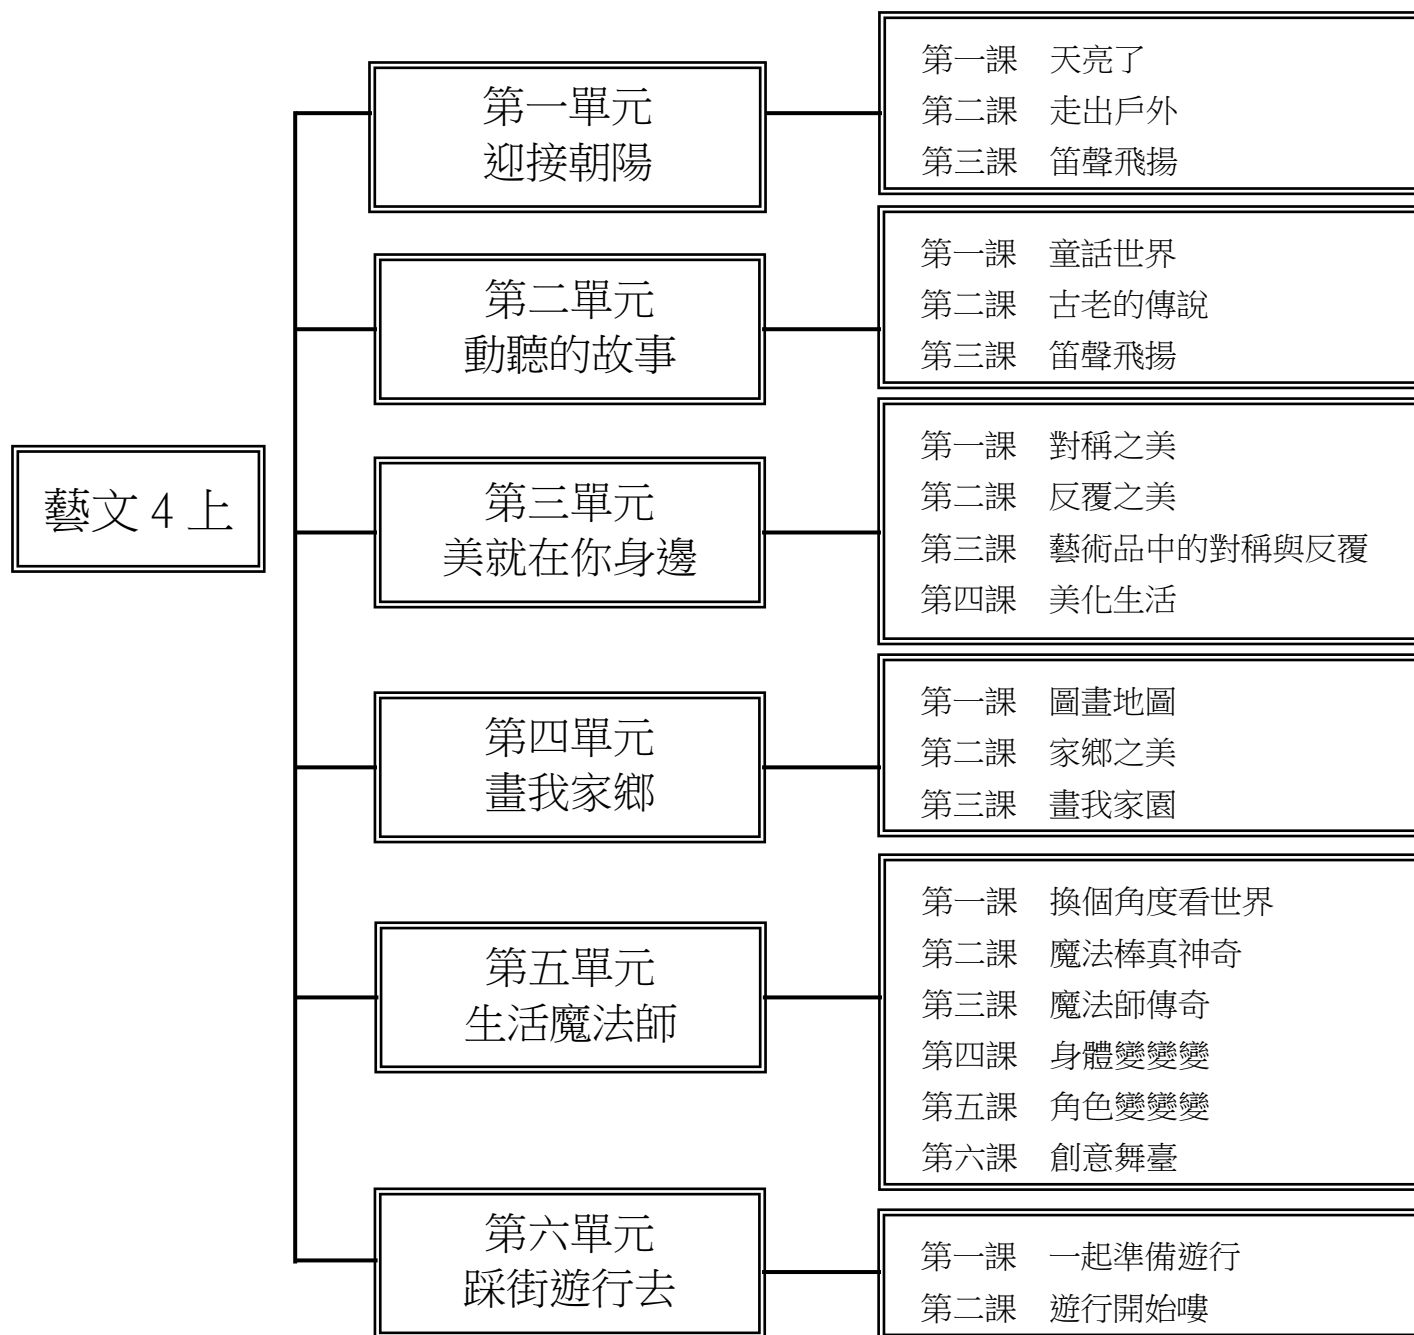 藝文 4 上
第一單元
迎接朝陽
第一課 天亮了
第二課 走出戶外
第三課 笛聲飛揚
第二單元
動聽的故事
第一課 童話世界
第二課 古老的傳說
第三課 笛聲飛揚
第三單元
美就在你身邊
第一課 對稱之美
第二課 反覆之美
第三課 藝術品中的對稱與反覆
第四課 美化生活
第四單元
畫我家鄉
第一課 圖畫地圖
第二課 家鄉之美
第三課 畫我家園
第五單元
生活魔法師
第一課 換個角度看世界
第二課 魔法棒真神奇
第三課 魔法師傳奇
第四課 身體變變變
第五課 角色變變變
第六課 創意舞臺
第六單元
踩街遊行去
第一課 一起準備遊行
第二課 遊行開始嘍